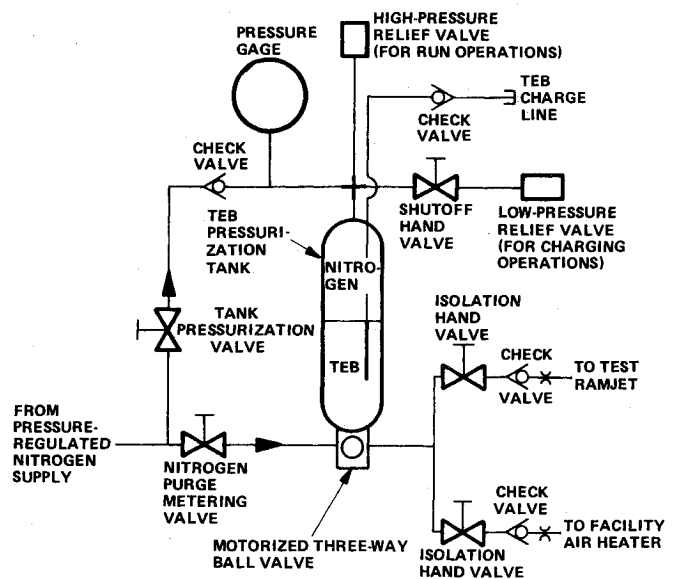 HIGH-PRESSURE
RELIEF VALVE
(FOR RUN OPERATIONS)
PRESSURE
GAGE
TEB
CHARGE
LINE
CHECK
VALVE
CHECK
VALVE
TEB
PRESSURI-
ZATION
TANK
SHUTOFF
HAND
VALVE
LOW-PRESSURE
RELIEF VALVE
(FOR CHARGING
OPERATIONS)
NITRO-
GEN
TANK
PRESSURIZATION
VALVE
TEB
ISOLATION
HAND
VALVE
CHECK
VALVE
TO TEST
RAMJET
FROM
PRESSURE-
REGULATED
NITROGEN
SUPPLY
NITROGEN
PURGE
METERING
VALVE
MOTORIZED THREE-WAY
BALL VALVE
CHECK
VALVE
TO FACILITY
AIR HEATER
ISOLATION
HAND VALVE